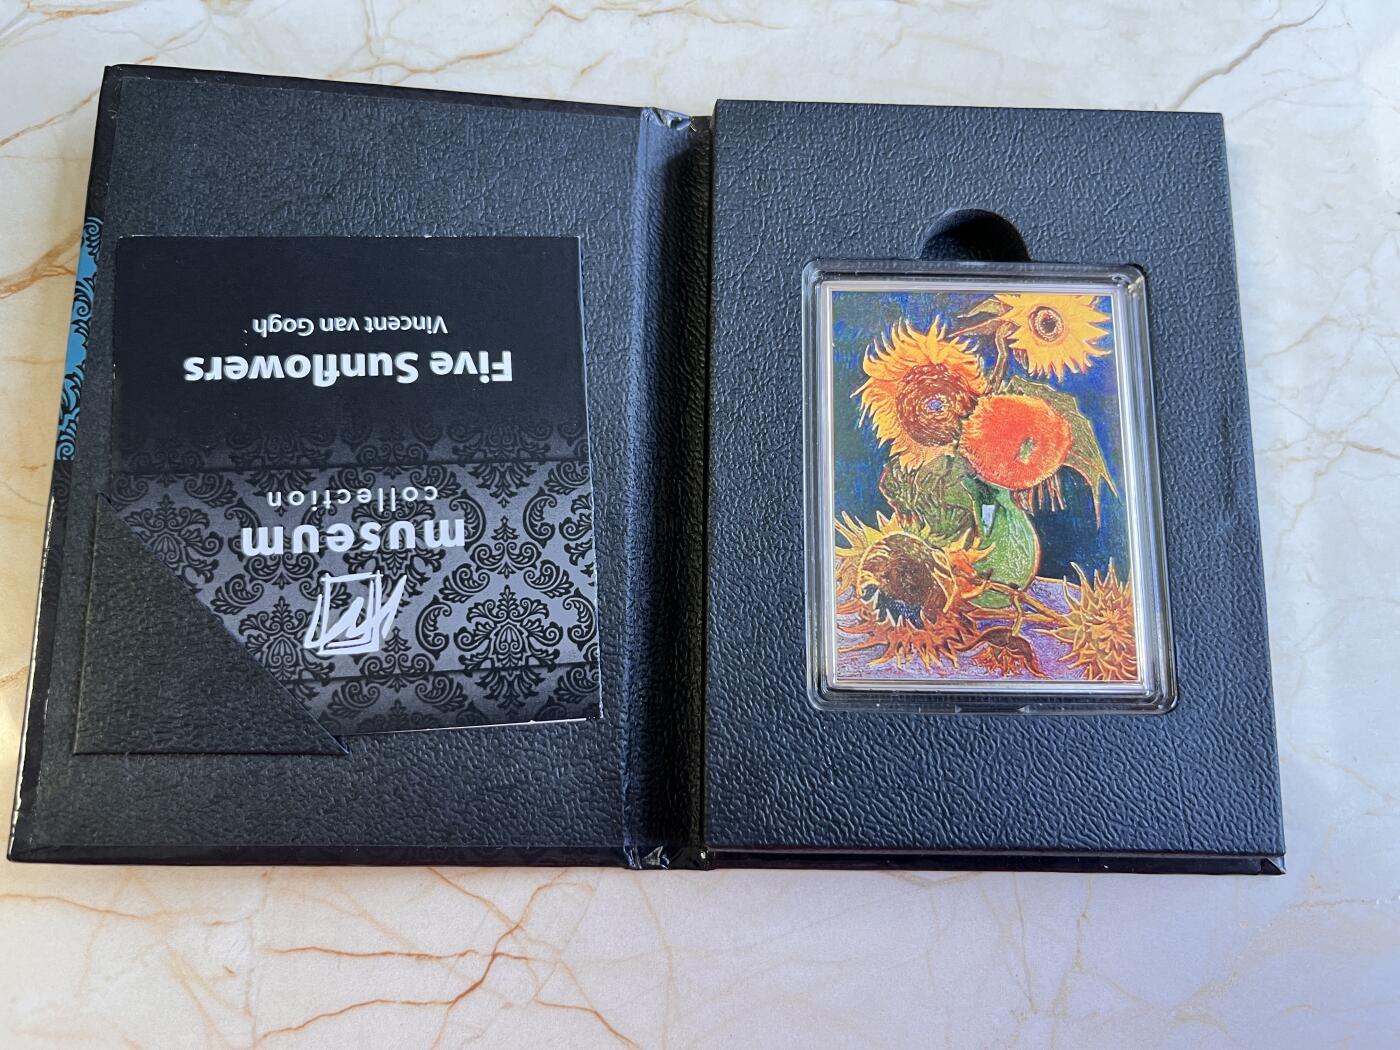 museum
collection
Five Sunflowers
Vincent van Gogh